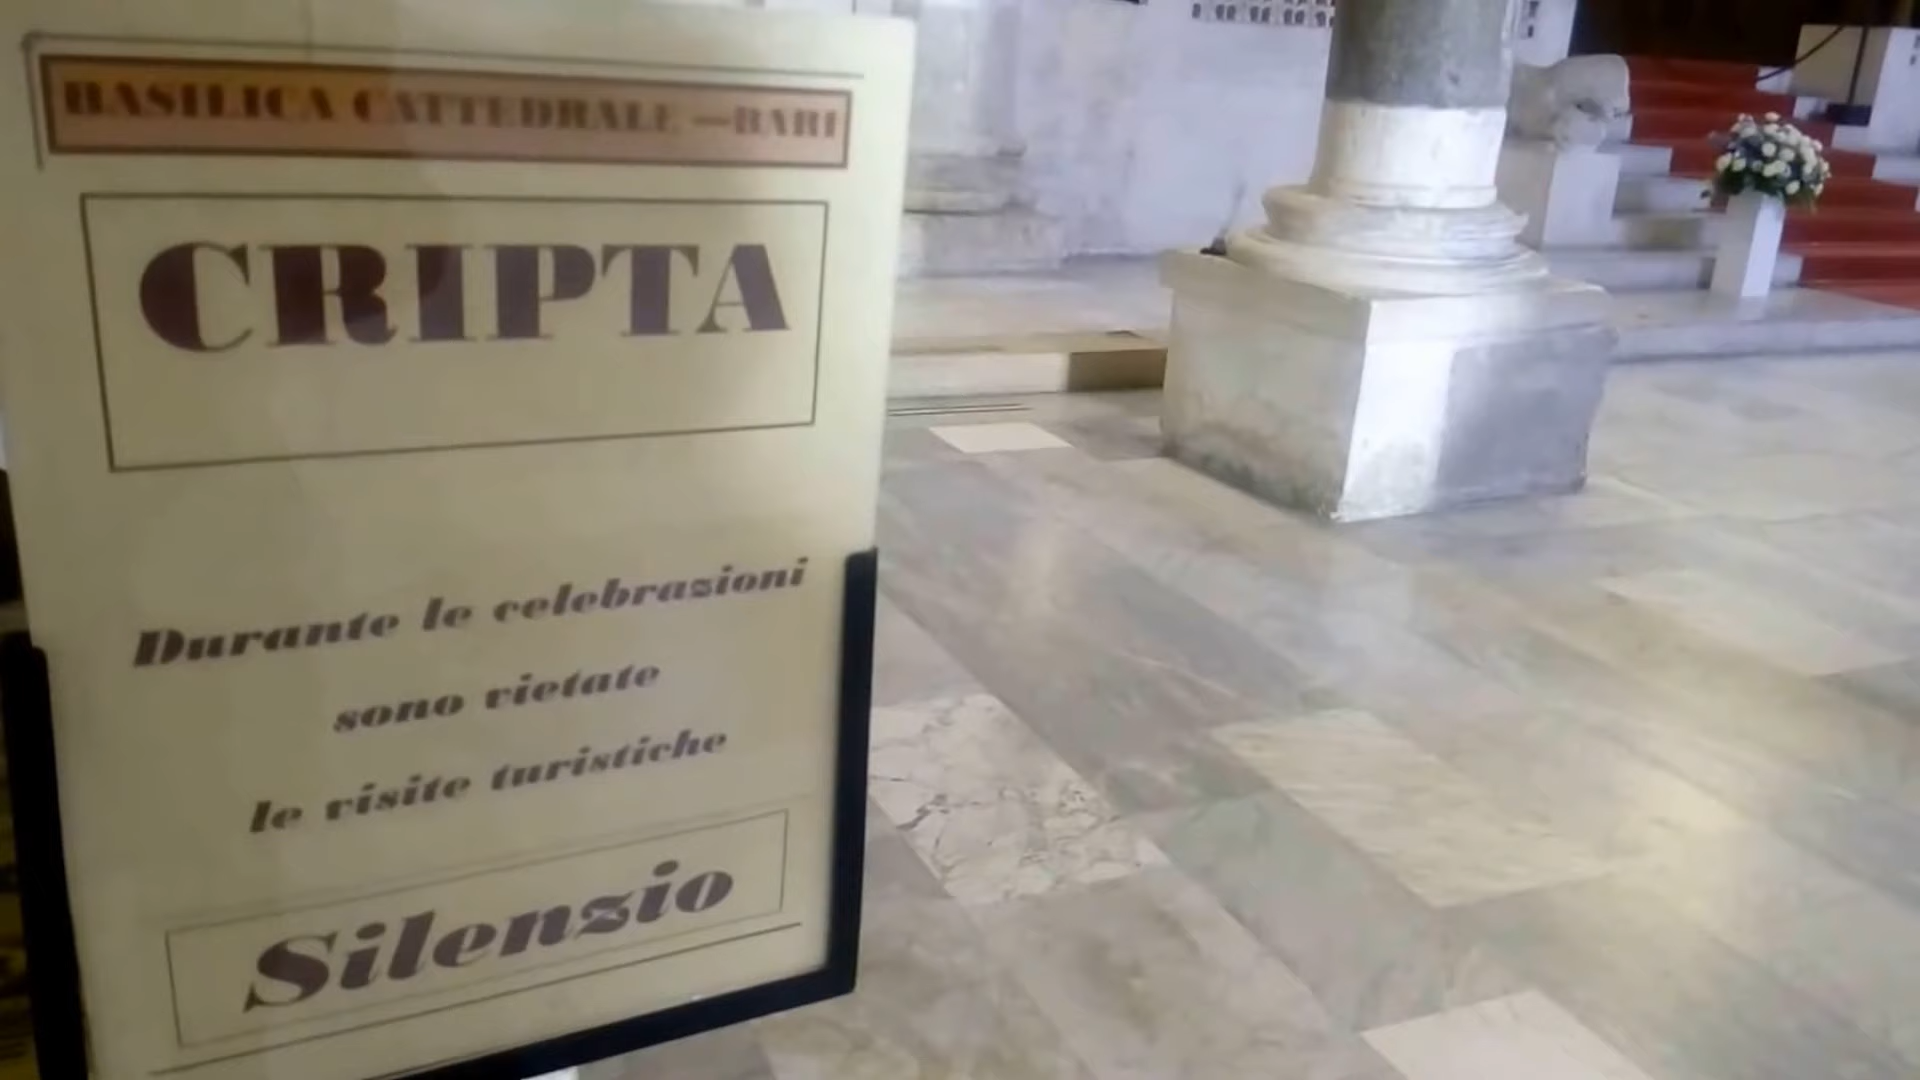 BASILICA CATTEDRALE — BARI
CRIPTA
Durante le celebrazioni
sono vietate
le visite turistiche
Silenzio